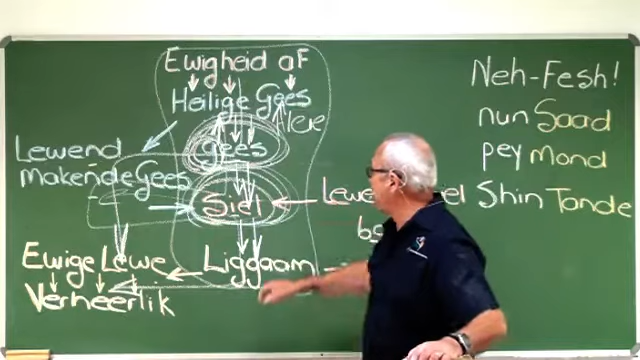 Ewigheid af
Heilige Gees
lewe
gees
Lewend
makende Gees
Siel
Liggaam
Ewige Lewe
Verheerlik
Neh-Fesh!
nun Saad
pey mond
Shin Tande